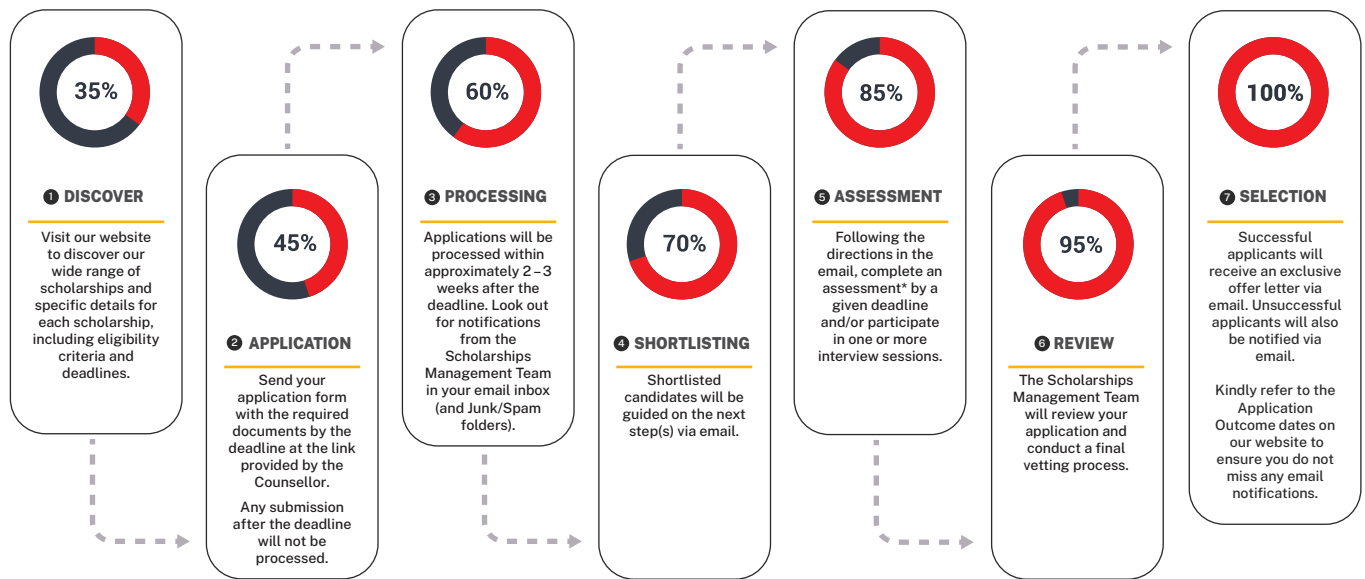 35%
1 DISCOVER
Visit our website
to discover our
wide range of
scholarships and
specific details for
each scholarship,
including eligibility
criteria and
deadlines.
45%
2 APPLICATION
Send your
application form
with the required
documents by the
deadline at the link
provided by the
Counsellor.
Any submission
after the deadline
will not be
processed.
60%
3 PROCESSING
Applications will be
processed within
approximately 2–3
weeks after the
deadline. Look out
for notifications
from the
Scholarships
Management Team
in your email inbox
(and Junk/Spam
folders).
70%
4 SHORTLISTING
Shortlisted
candidates will be
guided on the next
step(s) via email.
85%
5 ASSESSMENT
Following the
directions in the
email, complete an
assessment* by a
given deadline
and/or participate
in one or more
interview sessions.
95%
6 REVIEW
The Scholarships
Management Team
will review your
application and
conduct a final
vetting process.
100%
7 SELECTION
Successful
applicants will
receive an exclusive
offer letter via
email. Unsuccessful
applicants will also
be notified via
email.
Kindly refer to the
Application
Outcome dates on
our website to
ensure you do not
miss any email
notifications.